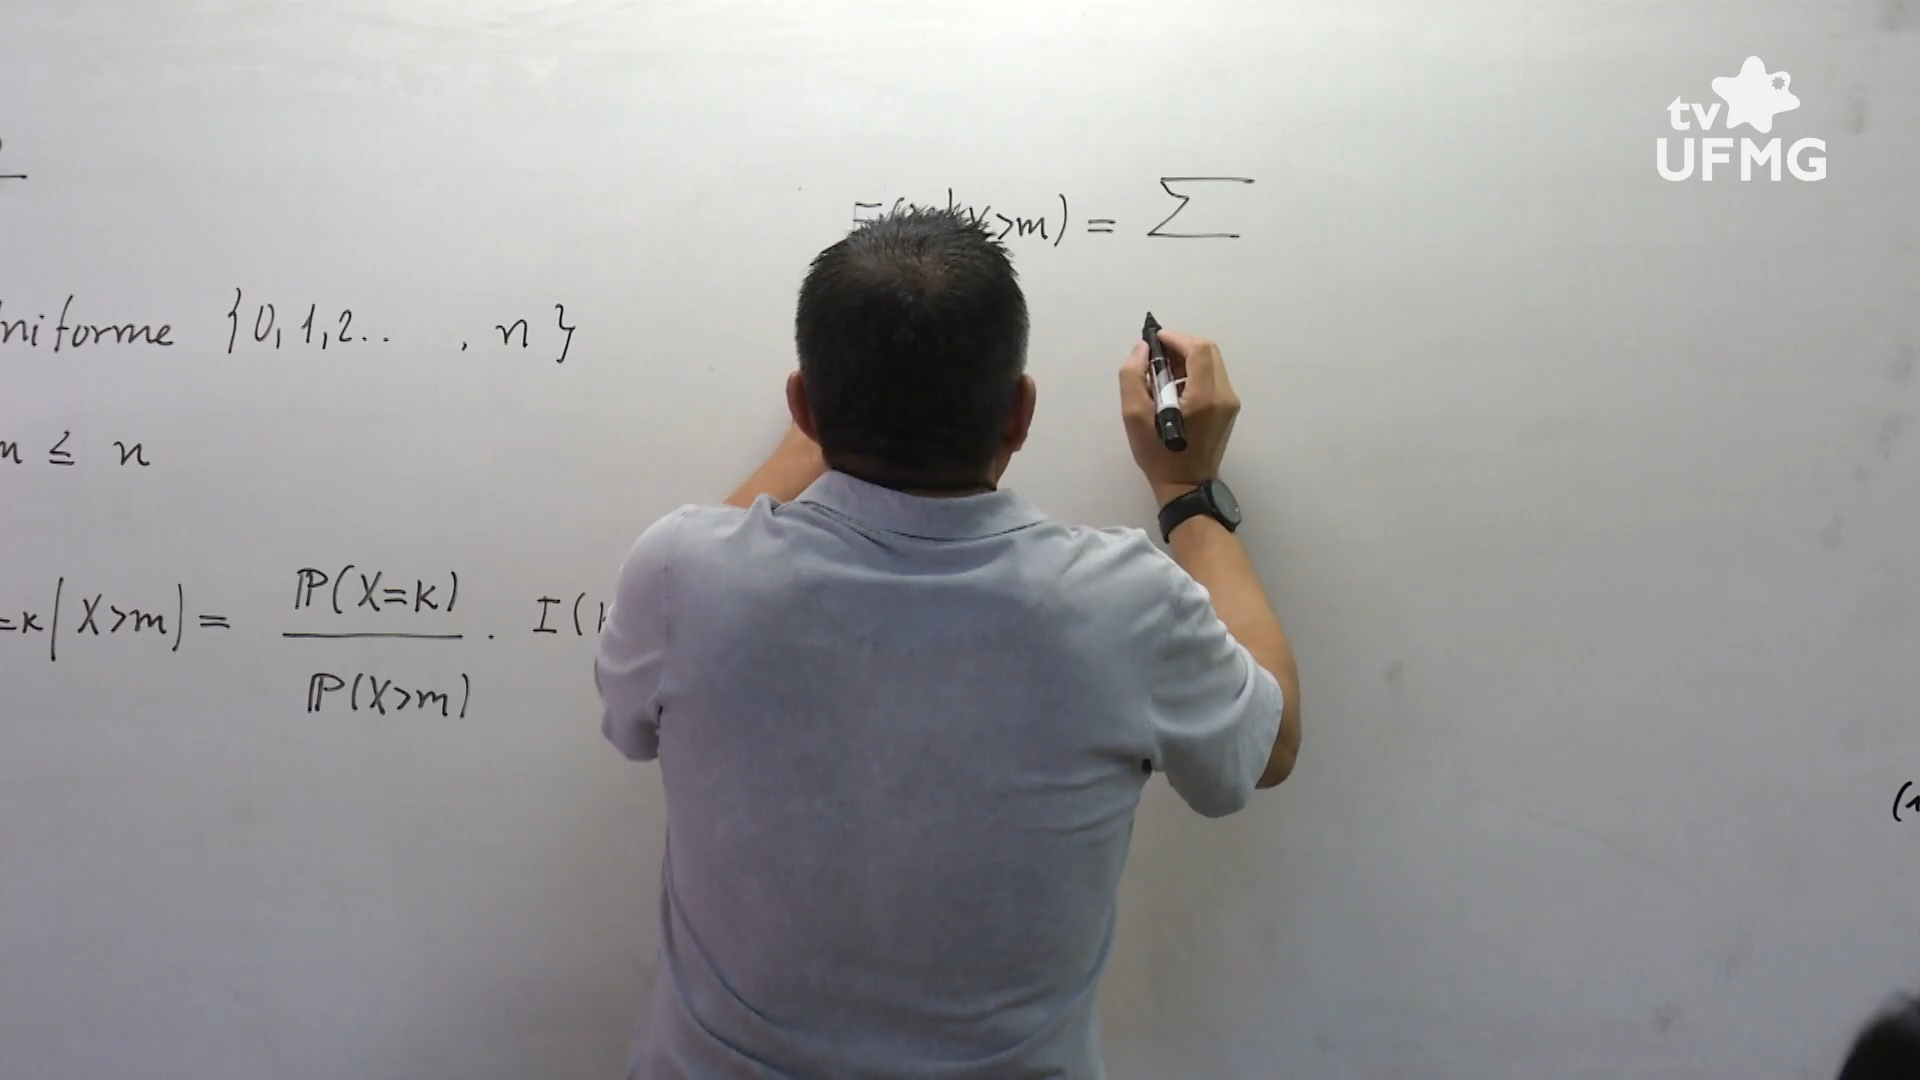 tv
UFMG
>m) = Σ
niforme {0, 1, 2.. , n}
≤ n
=k | X>m) = P(X=k) . I(
P(X>m)